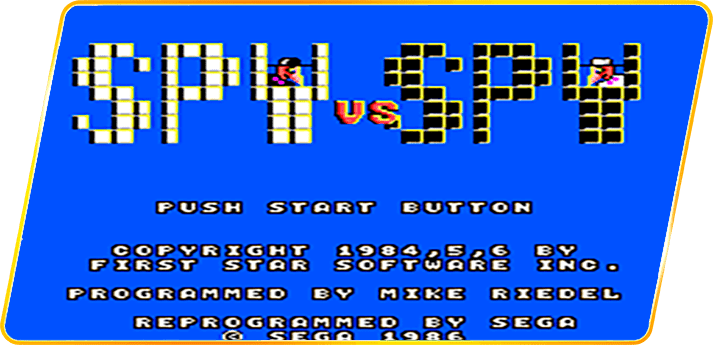 SPY vs SPY
PUSH START BUTTON
COPYRIGHT 1984,5,6 BY
FIRST STAR SOFTWARE INC.
PROGRAMMED BY MIKE RIEDEL
REPROGRAMMED BY SEGA
© SEGA 1986